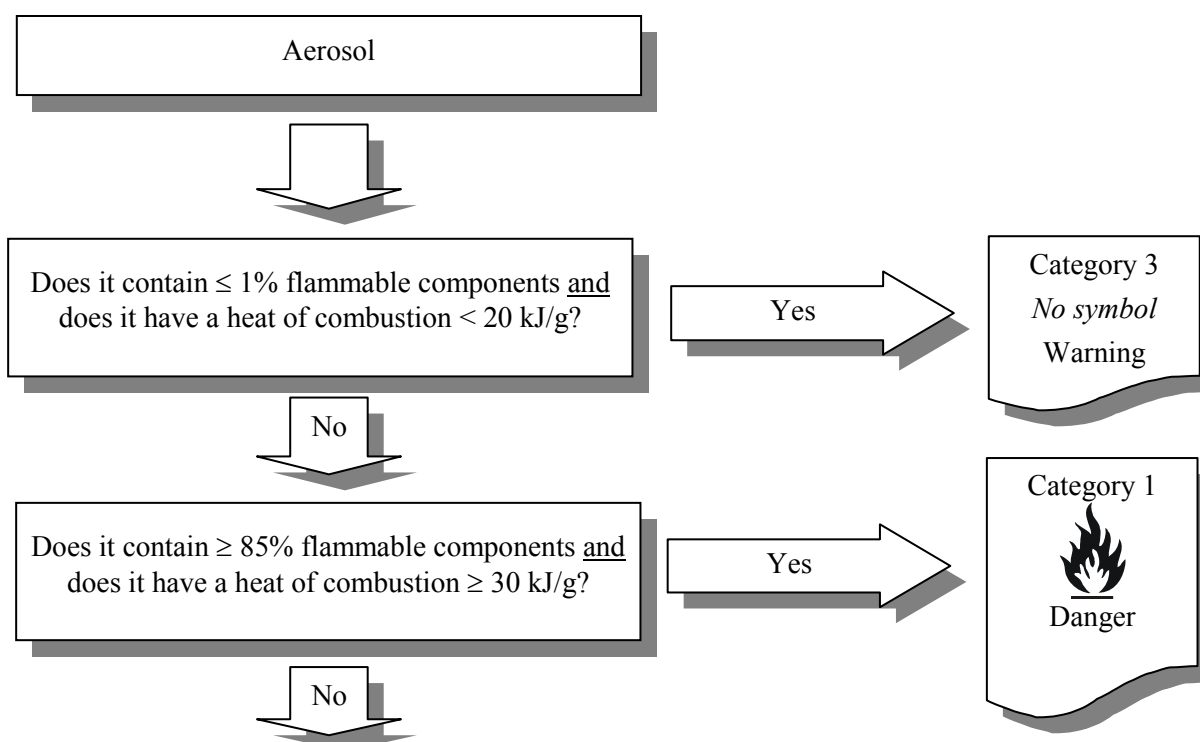 Aerosol
Does it contain ≤ 1% flammable components and
does it have a heat of combustion < 20 kJ/g?
Yes
Category 3
No symbol
Warning
No
Does it contain ≥ 85% flammable components and
does it have a heat of combustion ≥ 30 kJ/g?
Yes
Category 1
Danger
No